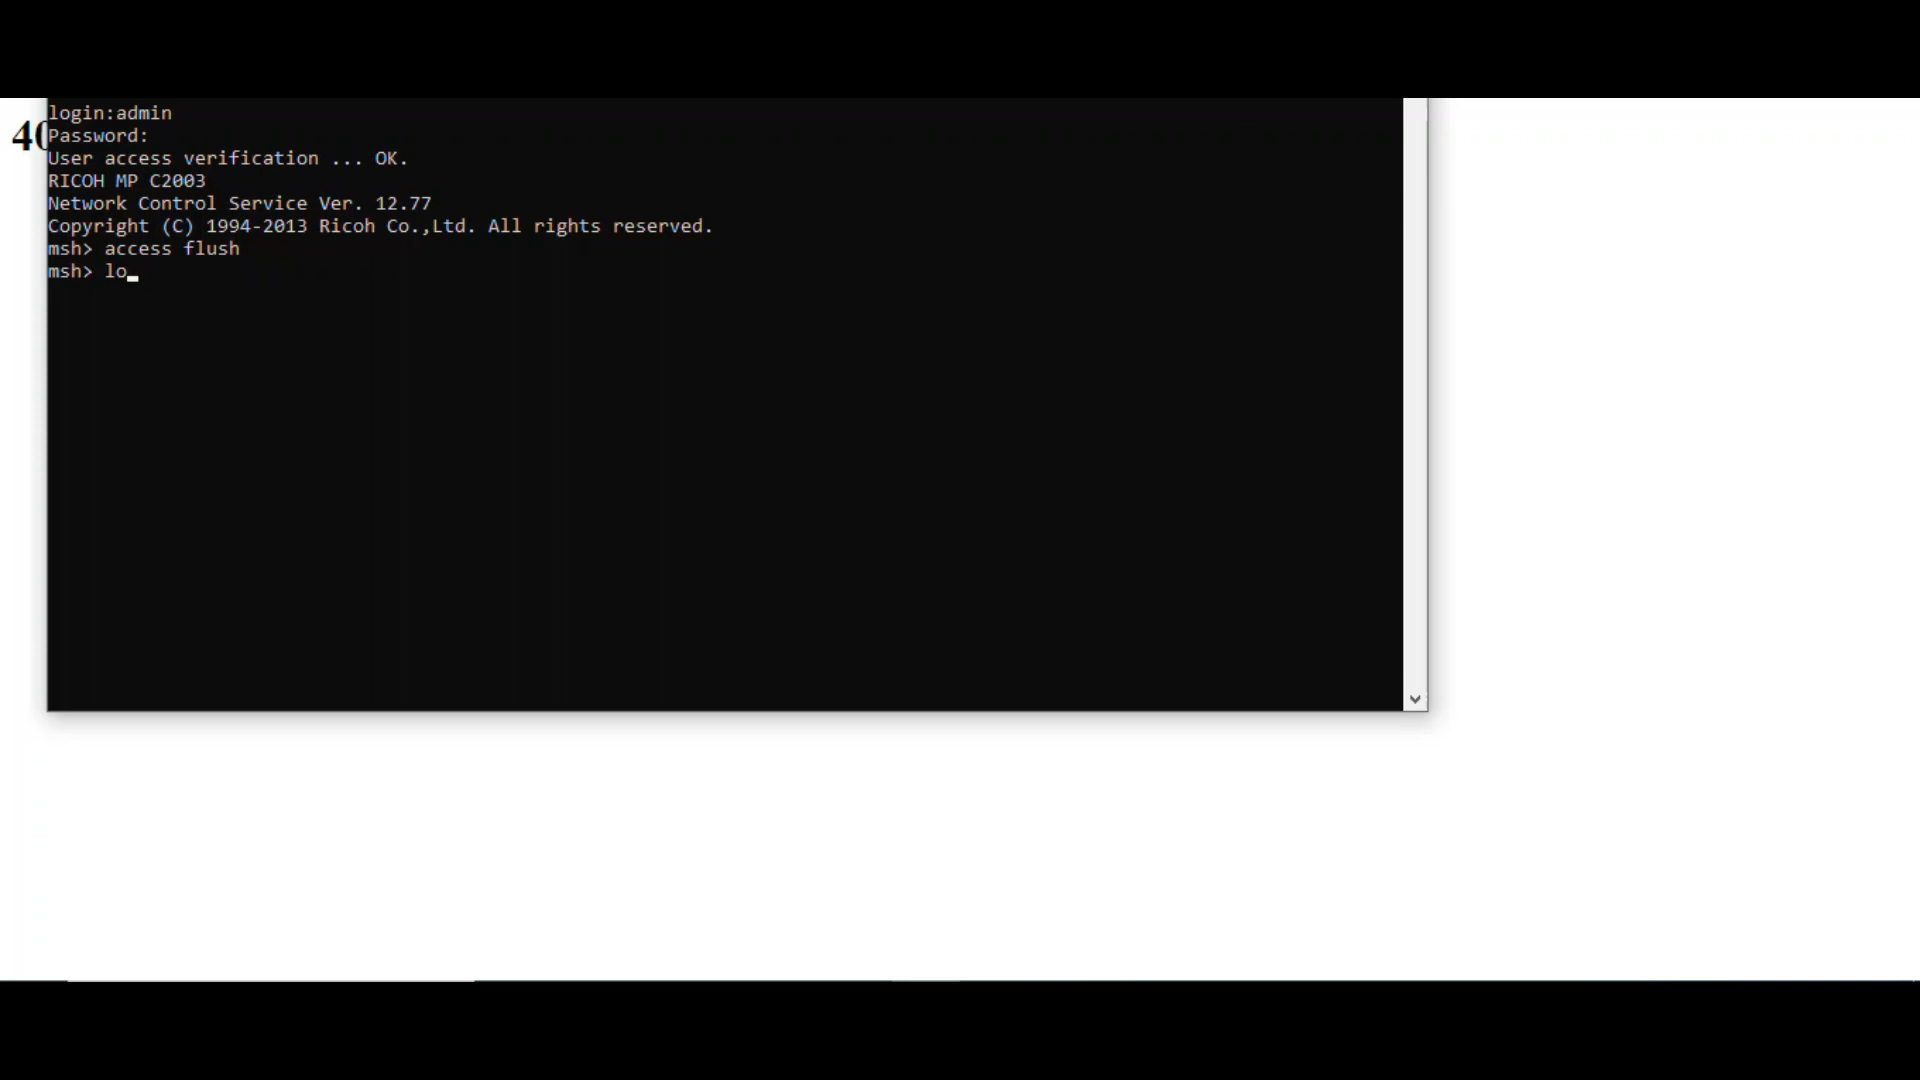 login:admin
40
Password:
User access verification ... OK.
RICOH MP C2003
Network Control Service Ver. 12.77
Copyright (C) 1994-2013 Ricoh Co.,Ltd. All rights reserved.
msh> access flush
msh> lo